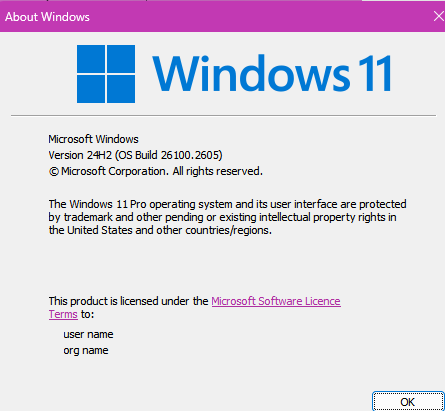 About Windows
Windows 11
Microsoft Windows
Version 24H2 (OS Build 26100.2605)
© Microsoft Corporation. All rights reserved.
The Windows 11 Pro operating system and its user interface are protected
by trademark and other pending or existing intellectual property rights in
the United States and other countries/regions.
This product is licensed under the Microsoft Software Licence
Terms to:
user name
org name
OK